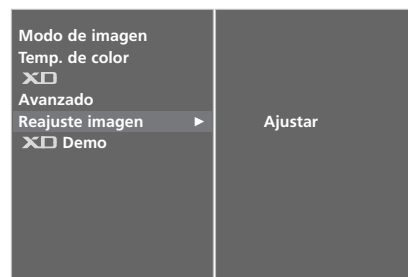 Modo de imagen
Temp. de color
XD
Avanzado
Reajuste imagen ► Ajustar
XD Demo